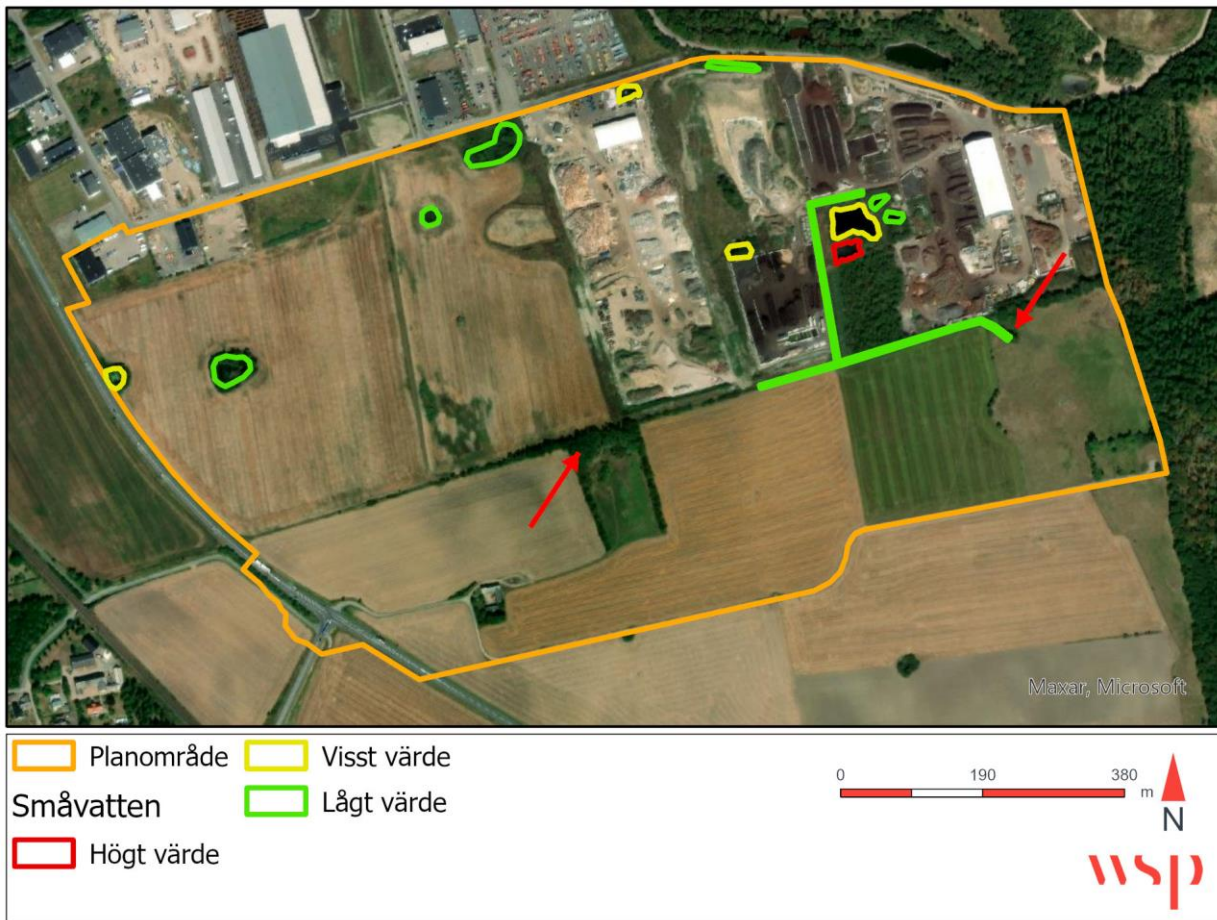 Maxar, Microsoft
Planområde
Visst värde
Småvatten
Lågt värde
Högt värde
0 190 380 m
N
wsp